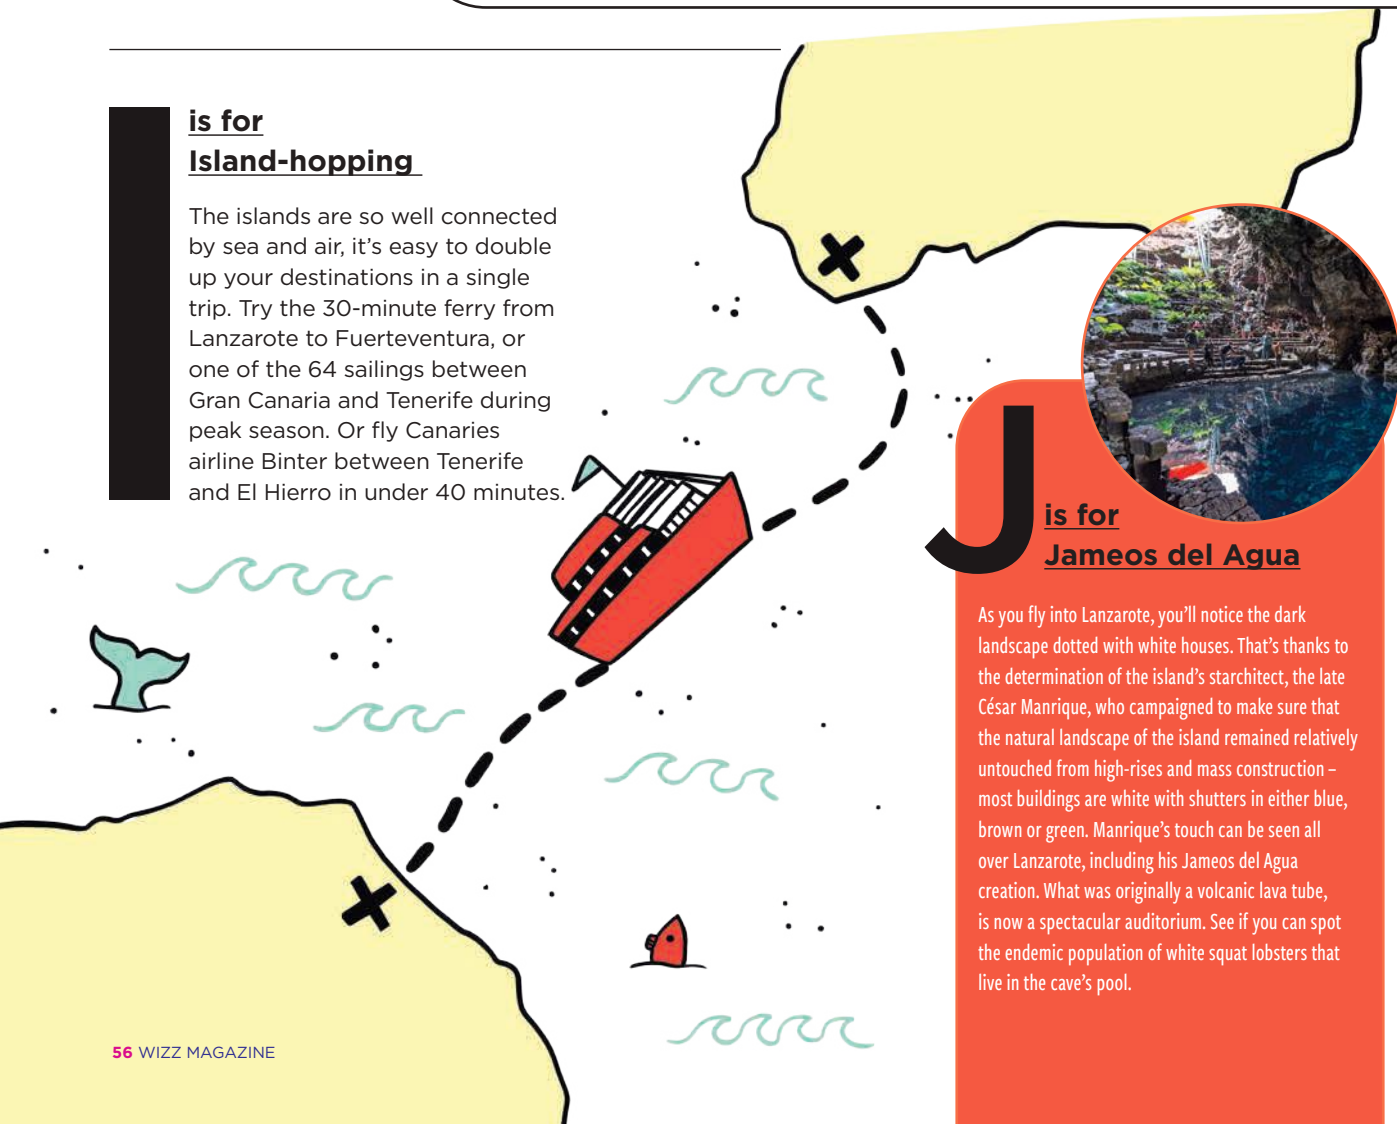 I
is for
Island-hopping
The islands are so well connected
by sea and air, it’s easy to double
up your destinations in a single
trip. Try the 30-minute ferry from
Lanzarote to Fuerteventura, or
one of the 64 sailings between
Gran Canaria and Tenerife during
peak season. Or fly Canaries
airline Binter between Tenerife
and El Hierro in under 40 minutes.
J
is for
Jameos del Agua
As you fly into Lanzarote, you’ll notice the dark
landscape dotted with white houses. That’s thanks to
the determination of the island’s starchitect, the late
César Manrique, who campaigned to make sure that
the natural landscape of the island remained relatively
untouched from high-rises and mass construction –
most buildings are white with shutters in either blue,
brown or green. Manrique’s touch can be seen all
over Lanzarote, including his Jameos del Agua
creation. What was originally a volcanic lava tube,
is now a spectacular auditorium. See if you can spot
the endemic population of white squat lobsters that
live in the cave’s pool.
56 WIZZ MAGAZINE